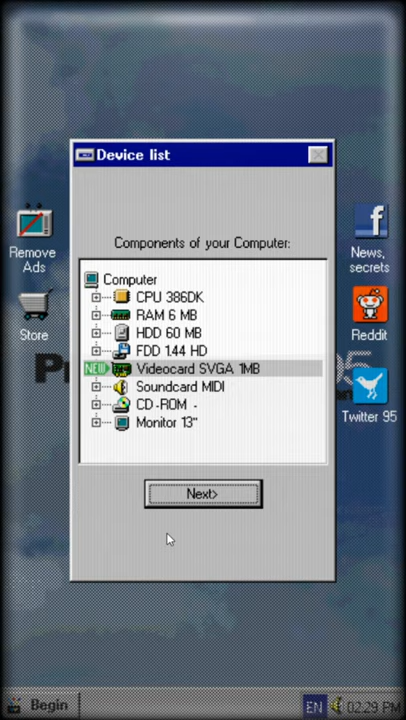 Device list
Components of your Computer:
Computer
CPU 386DK
RAM 6 MB
HDD 60 MB
FDD 1.44 HD
NEW Videocard SVGA 1MB
Soundcard MIDI
CD-ROM -
Monitor 13"
Next>
Remove
Ads
Store
f
News,
secrets
Reddit
95
Twitter 95
Begin
EN 02:29 PM